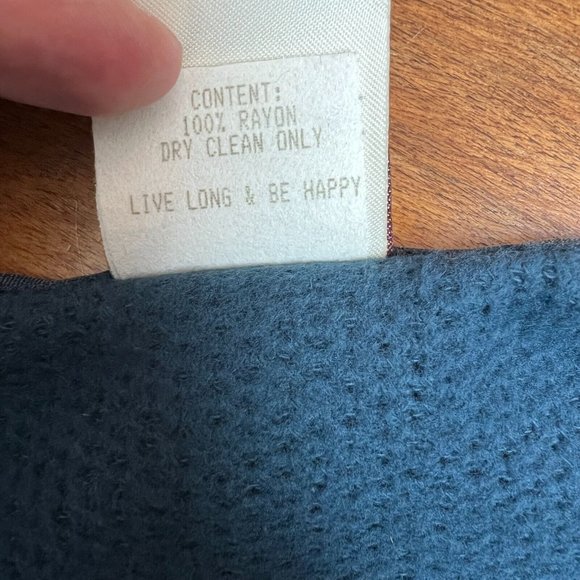 CONTENT:
100% RAYON
DRY CLEAN ONLY
LIVE LONG & BE HAPPY